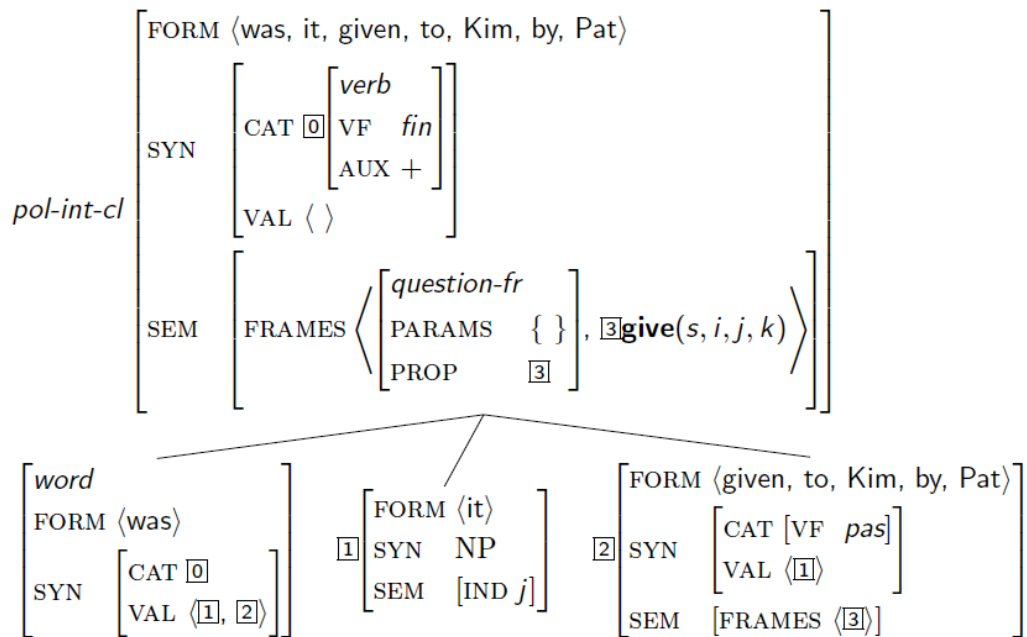 FORM ⟨was, it, given, to, Kim, by, Pat⟩
verb
CAT 0 VF fin
SYN
AUX +
pol-int-cl
VAL ⟨ ⟩
question-fr
SEM FRAMES ⟨ PARAMS { } , 3 give(s, i, j, k) ⟩
PROP 3
word
FORM ⟨was⟩
CAT 0
SYN
VAL ⟨1, 2⟩
1
FORM ⟨it⟩
SYN NP
SEM [IND j]
2
FORM ⟨given, to, Kim, by, Pat⟩
CAT [VF pas]
SYN
VAL ⟨1⟩
SEM [FRAMES ⟨3⟩]